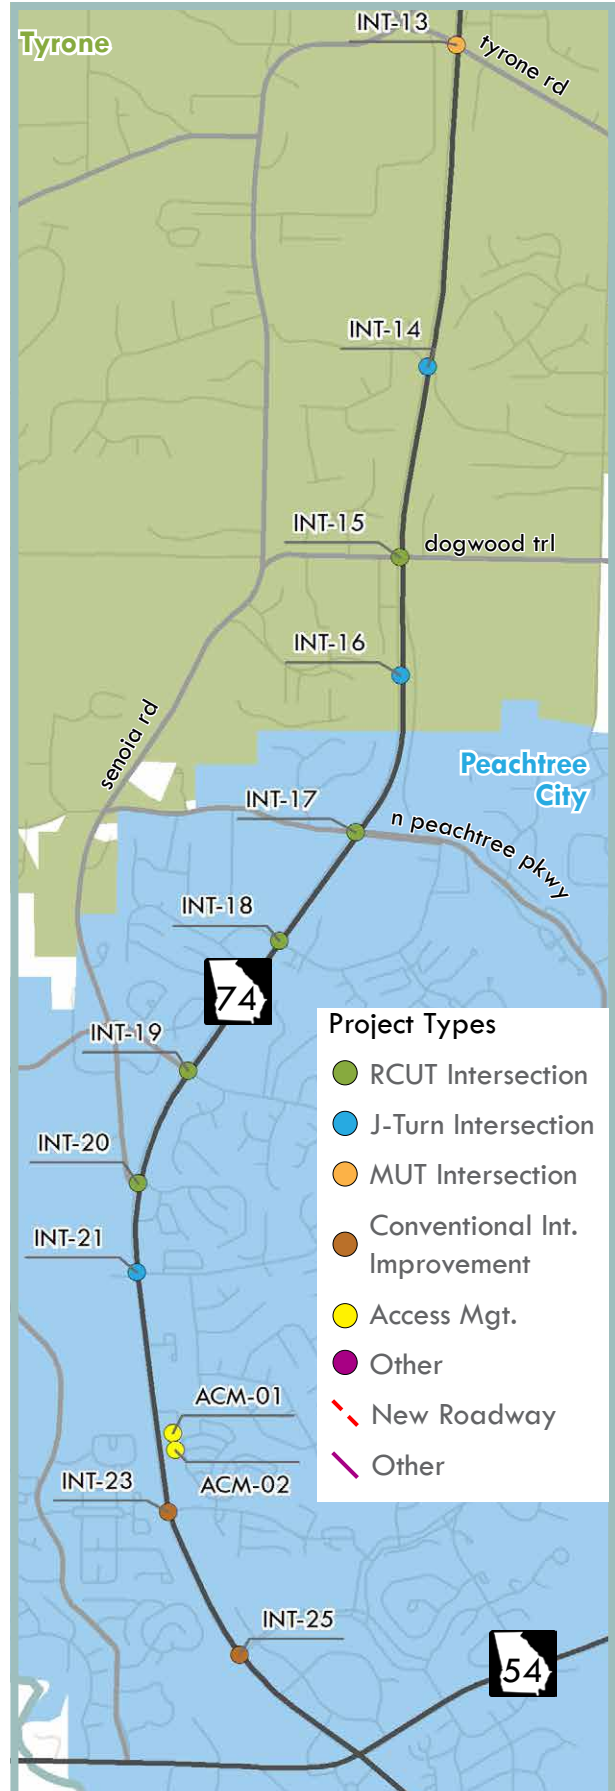 INT-13
Tyrone
tyrone rd
INT-14
INT-15
dogwood trl
INT-16
senoia rd
Peachtree
City
INT-17
n peachtree pkwy
INT-18
74
INT-19
Project Types
RCUT Intersection
J-Turn Intersection
INT-20
MUT Intersection
INT-21
Conventional Int.
Improvement
Access Mgt.
Other
ACM-01
New Roadway
Other
INT-23
ACM-02
INT-25
54